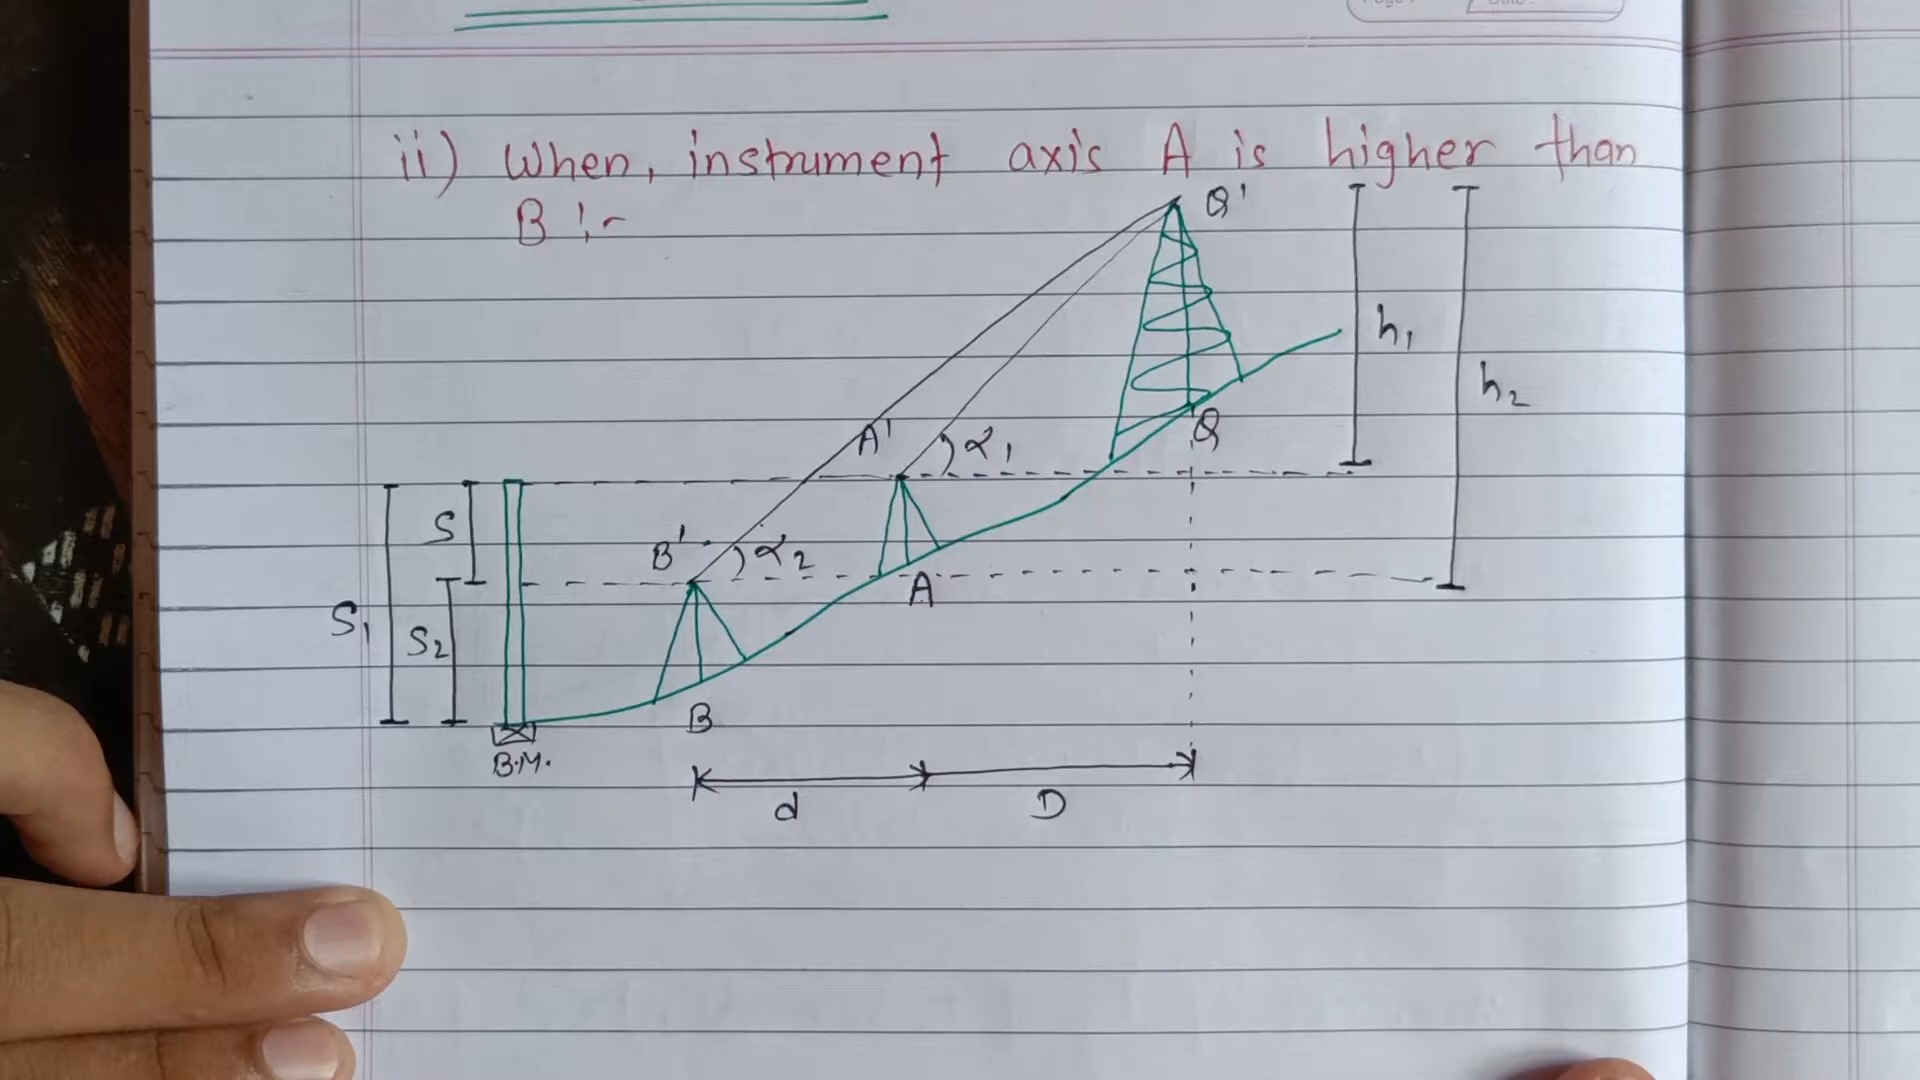 ii) When, instrument axis A is higher than
B :-
Q'
h₁
h₂
A'
α₁
Q
S
B'
α₂
A
S₁
S₂
B
B.M.
d
D